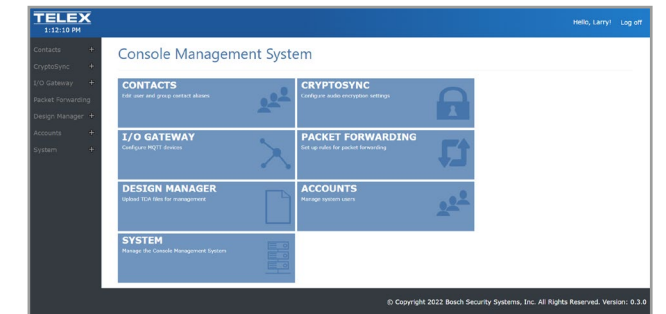 TELEX
1:12:10 PM
Hello, Larry! Log off
Contacts +
CryptoSync +
I/O Gateway +
Packet Forwarding
Design Manager +
Accounts +
System +
Console Management System
CONTACTS
Edit user and group contact aliases
CRYPTOSYNC
Configure audio encryption settings
I/O GATEWAY
Configure MQTT devices
PACKET FORWARDING
Set up rules for packet forwarding
DESIGN MANAGER
Upload TDA files for management
ACCOUNTS
Manage system users
SYSTEM
Manage the Console Management System
© Copyright 2022 Bosch Security Systems, Inc. All Rights Reserved. Version: 0.3.0